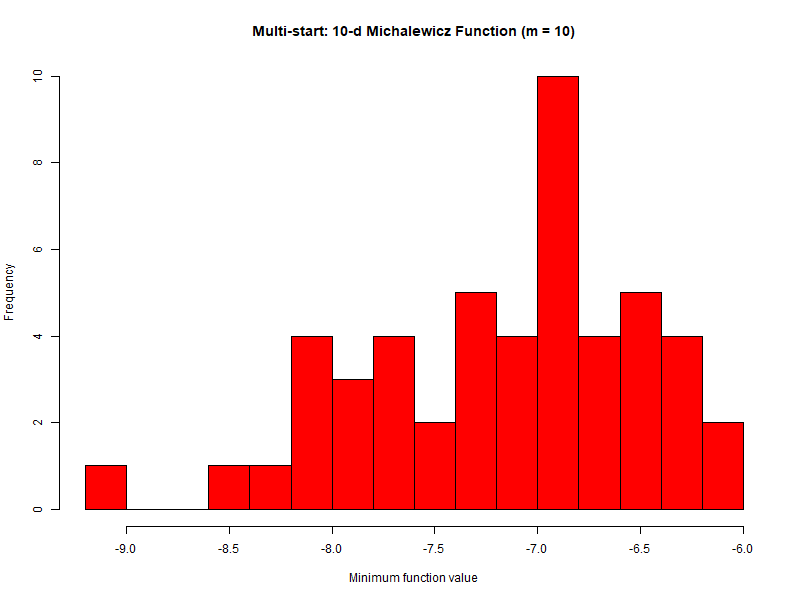 Multi-start: 10-d Michalewicz Function (m = 10)
10
8
6
4
2
0
Frequency
-9.0 -8.5 -8.0 -7.5 -7.0 -6.5 -6.0
Minimum function value